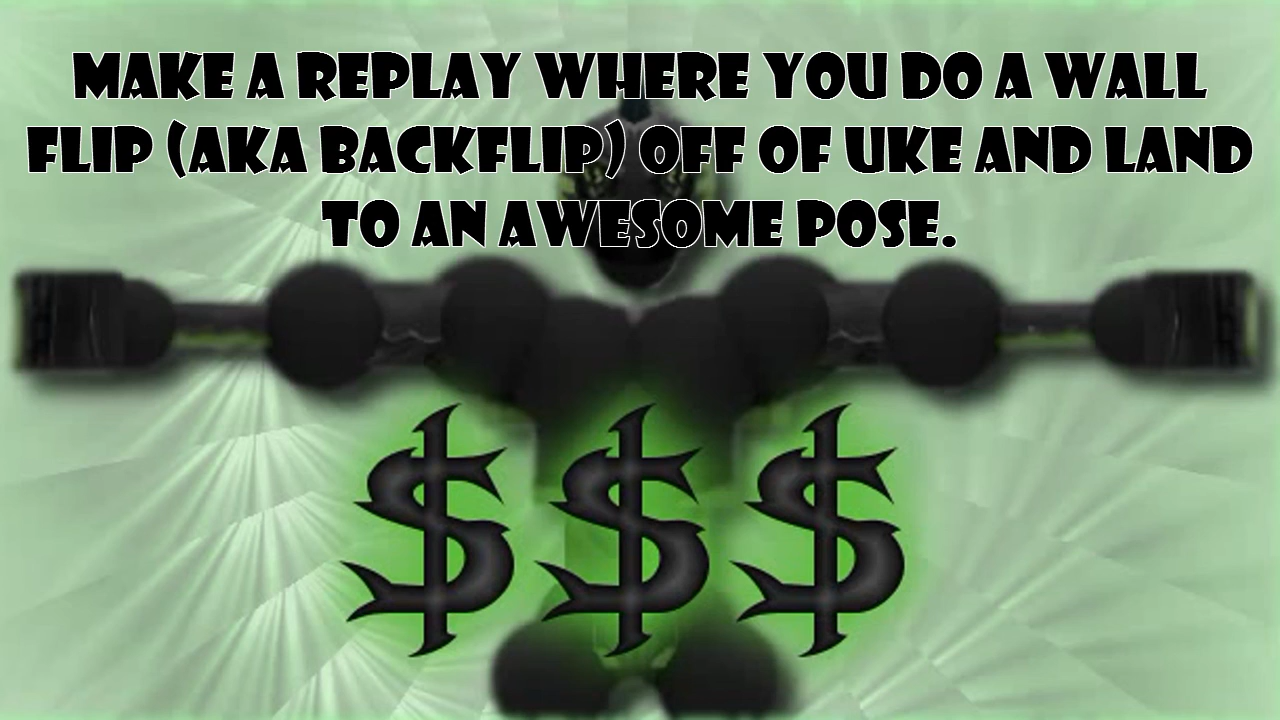 MAKE A REPLAY WHERE YOU DO A WALL
FLIP (AKA BACKFLIP) OFF OF UKE AND LAND
TO AN AWESOME POSE.
$$$